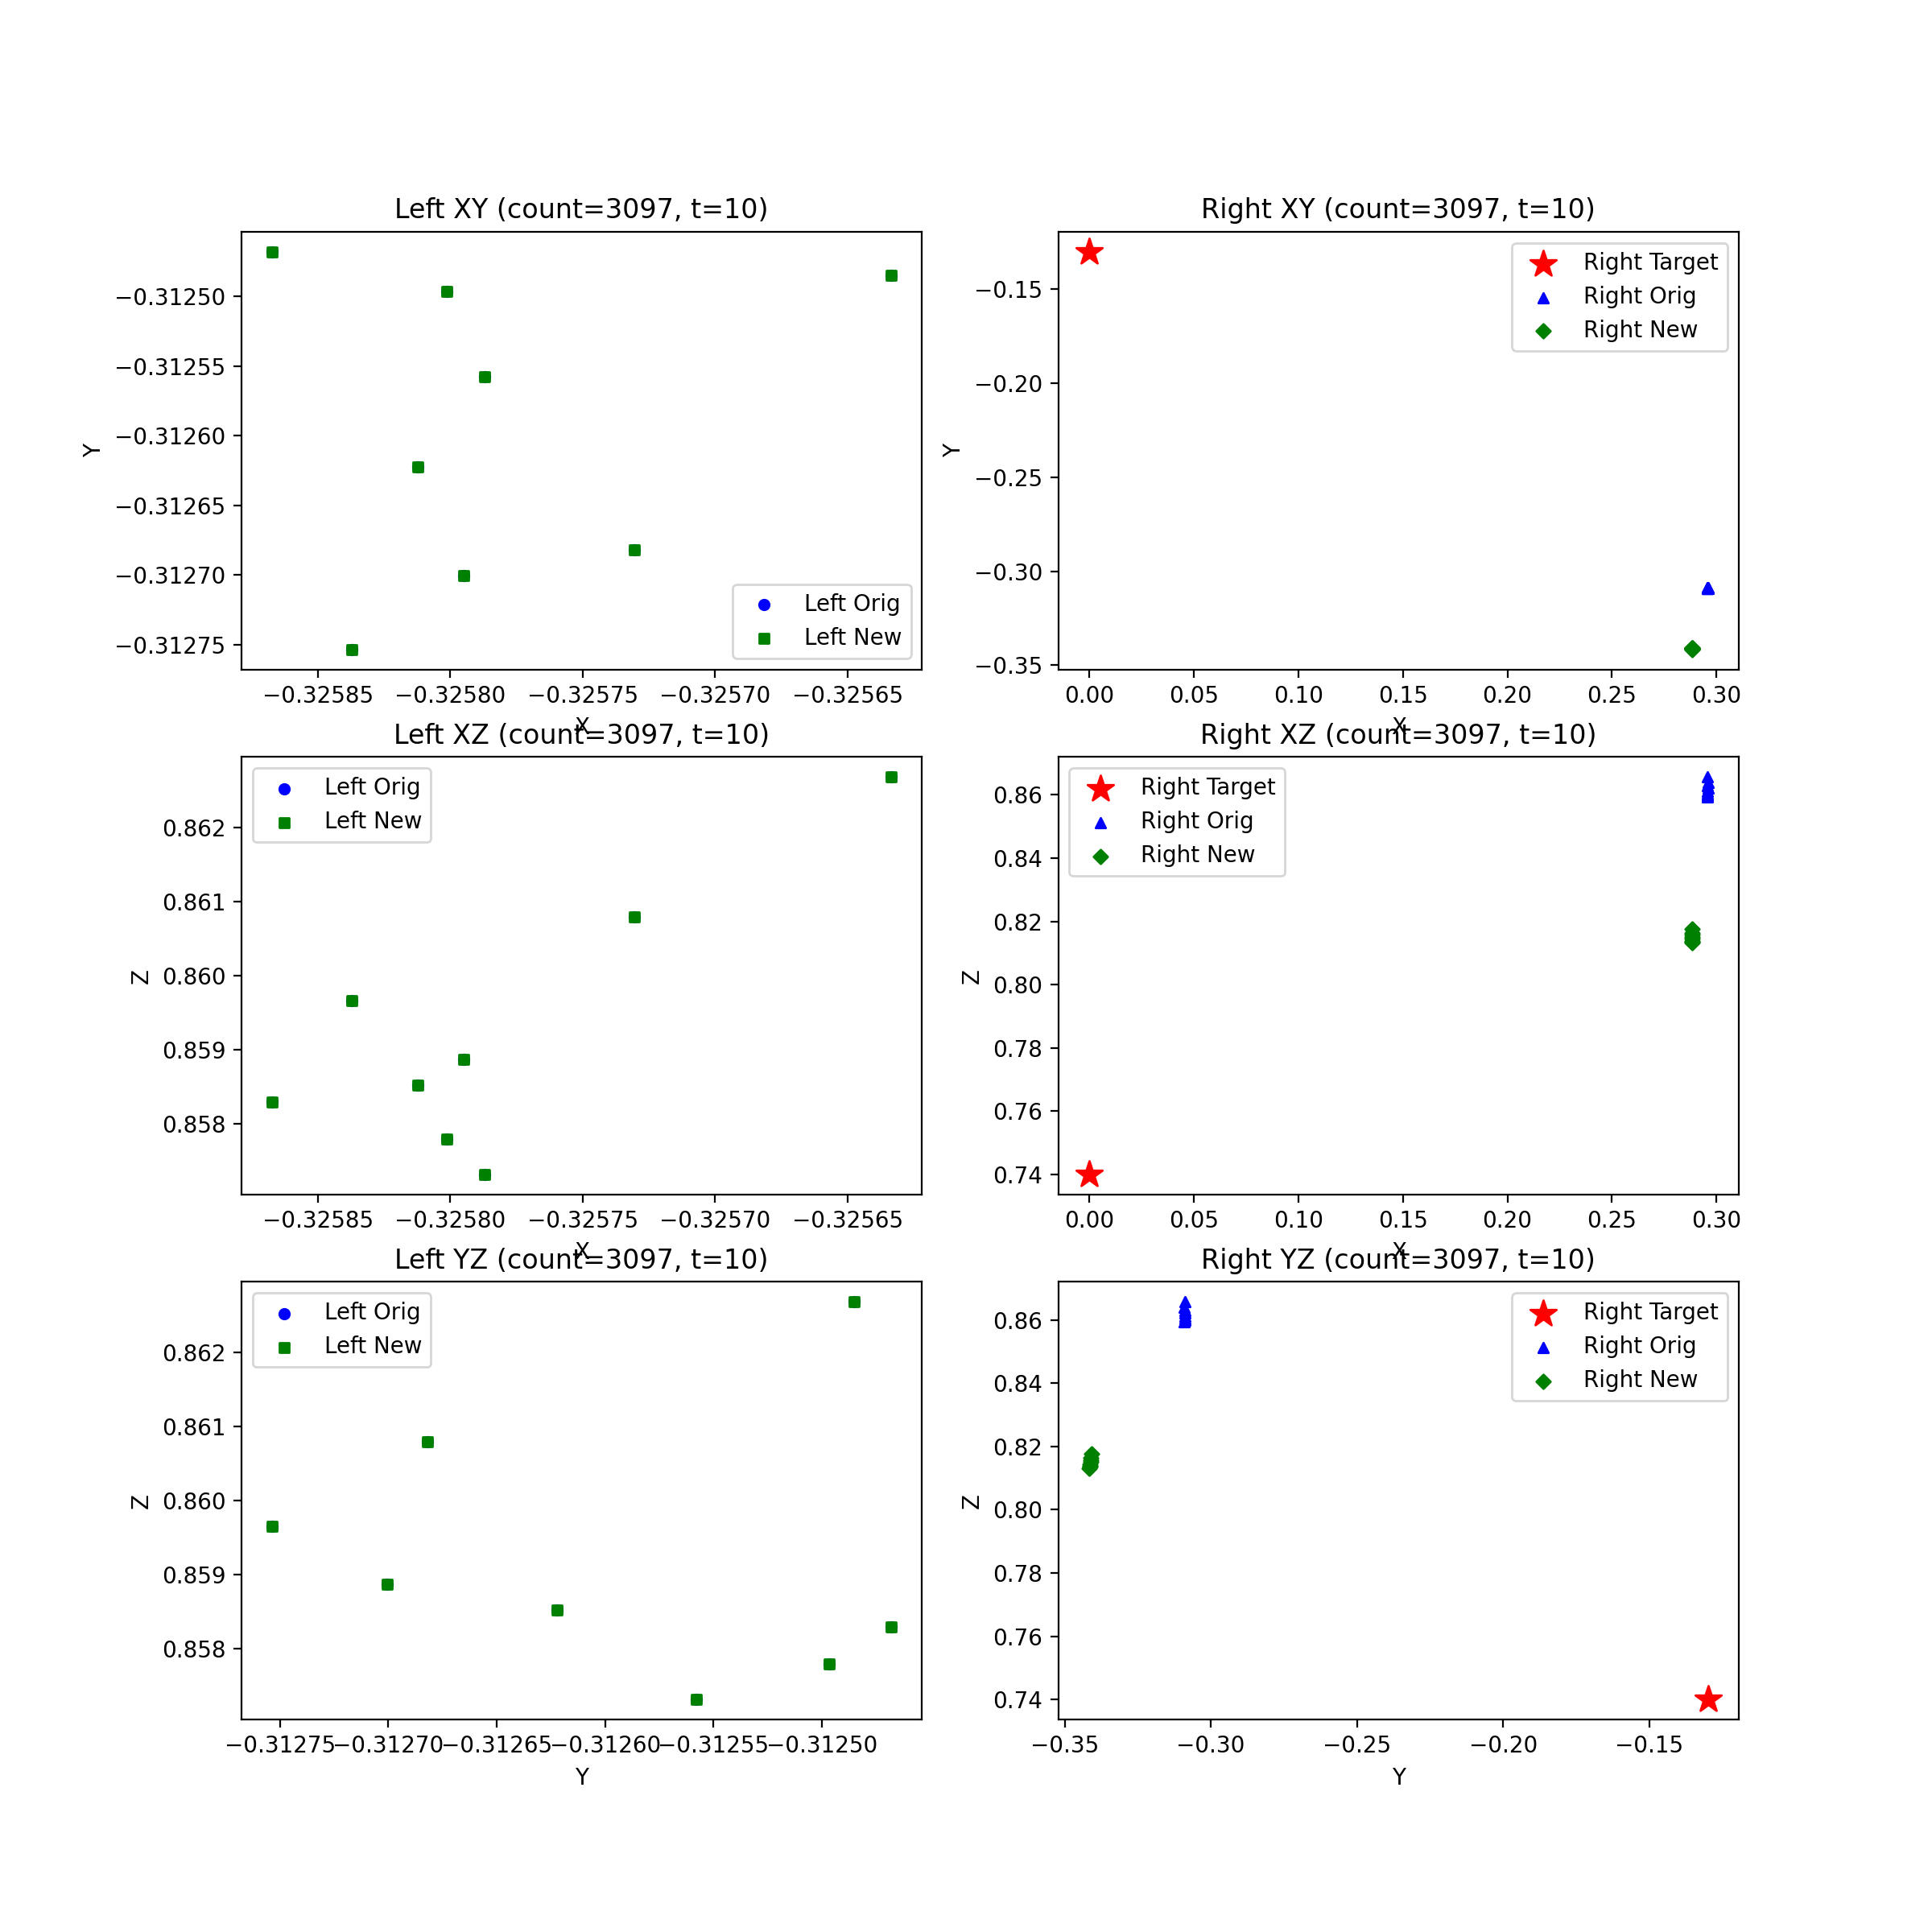 Left XY (count=3097, t=10)
−0.31250
−0.31255
−0.31260
−0.31265
−0.31270
−0.31275
Y
Left Orig
Left New
−0.32585 −0.32580 −0.32575 −0.32570 −0.32565
X
Right XY (count=3097, t=10)
−0.15
−0.20
−0.25
−0.30
−0.35
Y
Right Target
Right Orig
Right New
0.00 0.05 0.10 0.15 0.20 0.25 0.30
X
Left XZ (count=3097, t=10)
Left Orig
Left New
0.862
0.861
0.860
0.859
0.858
Z
−0.32585 −0.32580 −0.32575 −0.32570 −0.32565
X
Right XZ (count=3097, t=10)
Right Target
Right Orig
Right New
0.86
0.84
0.82
0.80
0.78
0.76
0.74
Z
0.00 0.05 0.10 0.15 0.20 0.25 0.30
X
Left YZ (count=3097, t=10)
Left Orig
Left New
0.862
0.861
0.860
0.859
0.858
Z
−0.31275 −0.31270 −0.31265 −0.31260 −0.31255 −0.31250
Y
Right YZ (count=3097, t=10)
Right Target
Right Orig
Right New
0.86
0.84
0.82
0.80
0.78
0.76
0.74
Z
−0.35 −0.30 −0.25 −0.20 −0.15
Y